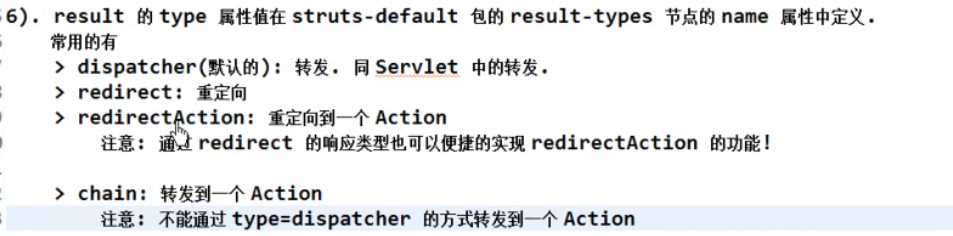 6). result 的 type 属性值在 struts-default 包的 result-types 节点的 name 属性中定义.
常用的有
> dispatcher(默认的): 转发. 同 Servlet 中的转发.
> redirect: 重定向
> redirectAction: 重定向到一个 Action
注意: 通过 redirect 的响应类型也可以便捷的实现 redirectAction 的功能!
> chain: 转发到一个 Action
注意: 不能通过 type=dispatcher 的方式转发到一个 Action